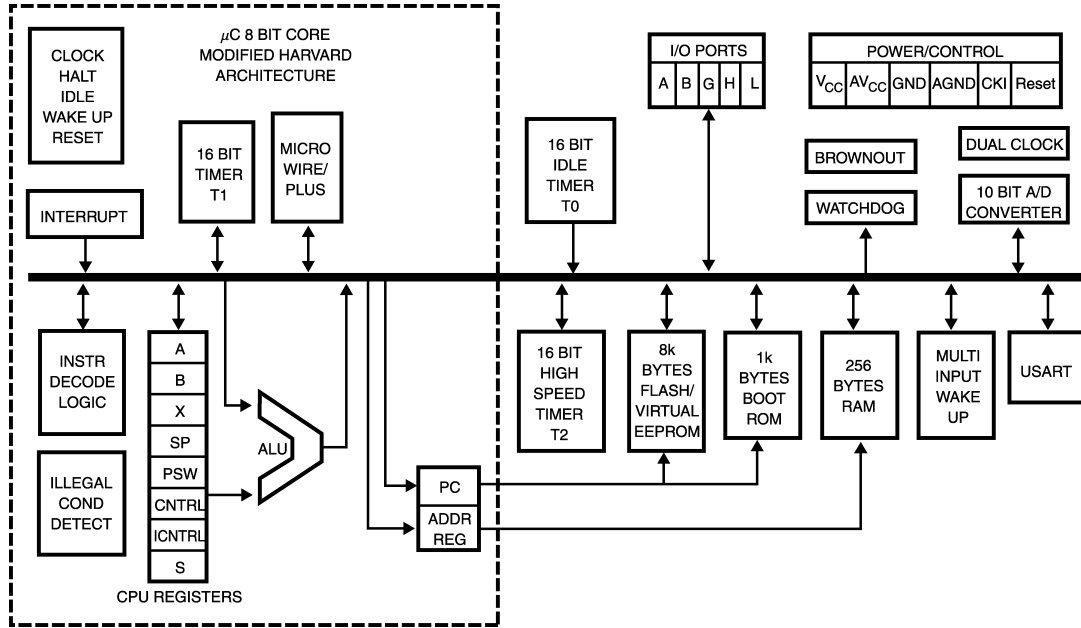 µC 8 BIT CORE
MODIFIED HARVARD
ARCHITECTURE
CLOCK
HALT
IDLE
WAKE UP
RESET
16 BIT
TIMER
T1
MICRO
WIRE/
PLUS
INTERRUPT
16 BIT
IDLE
TIMER
T0
I/O PORTS
A B G H L
POWER/CONTROL
VCC AVCC GND AGND CKI Reset
BROWNOUT
DUAL CLOCK
WATCHDOG
10 BIT A/D
CONVERTER
INSTR
DECODE
LOGIC
ILLEGAL
COND
DETECT
A
B
X
SP
PSW
CNTRL
ICNTRL
S
CPU REGISTERS
ALU
PC
ADDR
REG
16 BIT
HIGH
SPEED
TIMER
T2
8k
BYTES
FLASH/
VIRTUAL
EEPROM
1k
BYTES
BOOT
ROM
256
BYTES
RAM
MULTI
INPUT
WAKE
UP
USART